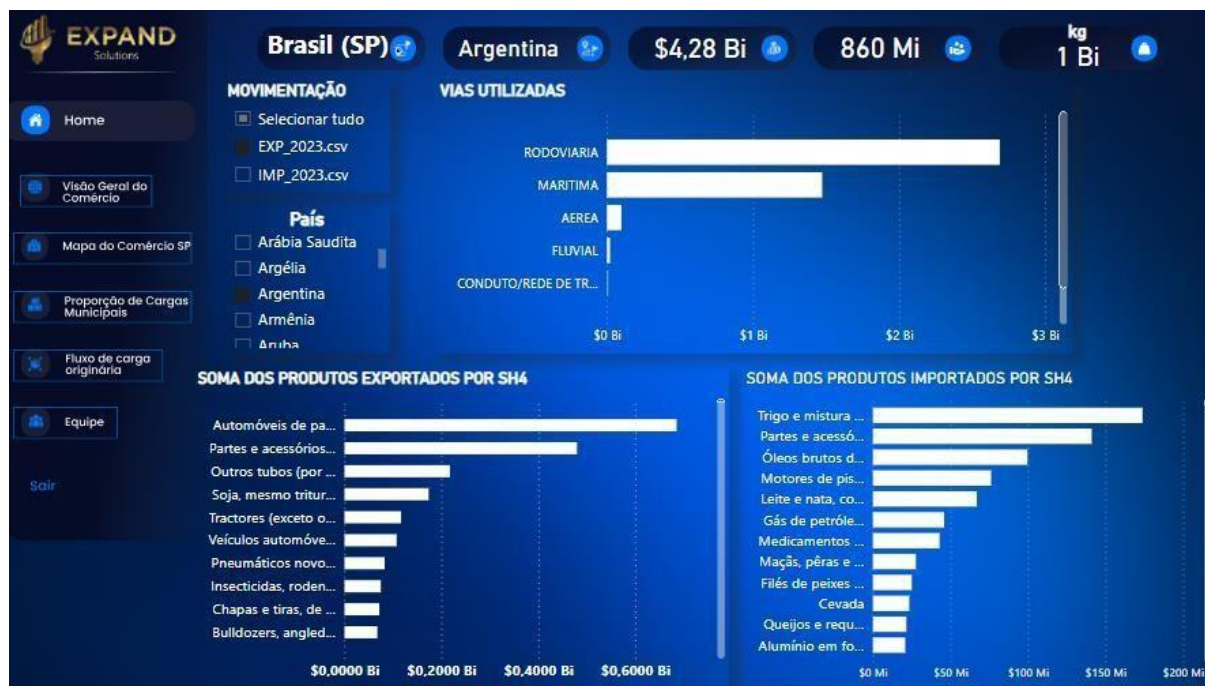 EXPAND
Solutions
Brasil (SP)
Argentina
$4,28 Bi
860 Mi
kg
1 Bi
Home
Visão Geral do
Comércio
Mapa do Comércio SP
Proporção de Cargas
Municipais
Fluxo de carga
originária
Equipe
Sair
MOVIMENTAÇÃO
Selecionar tudo
EXP_2023.csv
IMP_2023.csv
País
Arábia Saudita
Argélia
Argentina
Armênia
Aruba
VIAS UTILIZADAS
RODOVIARIA
MARITIMA
AEREA
FLUVIAL
CONDUTO/REDE DE TR...
$0 Bi $1 Bi $2 Bi $3 Bi
SOMA DOS PRODUTOS EXPORTADOS POR SH4
Automóveis de pa...
Partes e acessórios...
Outros tubos (por ...
Soja, mesmo tritur...
Tractores (exceto o...
Veículos automóve...
Pneumáticos novo...
Insecticidas, roden...
Chapas e tiras, de ...
Bulldozers, angled...
$0,0000 Bi $0,2000 Bi $0,4000 Bi $0,6000 Bi
SOMA DOS PRODUTOS IMPORTADOS POR SH4
Trigo e mistura ...
Partes e acessó...
Óleos brutos d...
Motores de pis...
Leite e nata, co...
Gás de petróle...
Medicamentos ...
Maçãs, pêras e ...
Filés de peixes ...
Cevada
Queijos e requ...
Alumínio em fo...
$0 Mi $50 Mi $100 Mi $150 Mi $200 Mi